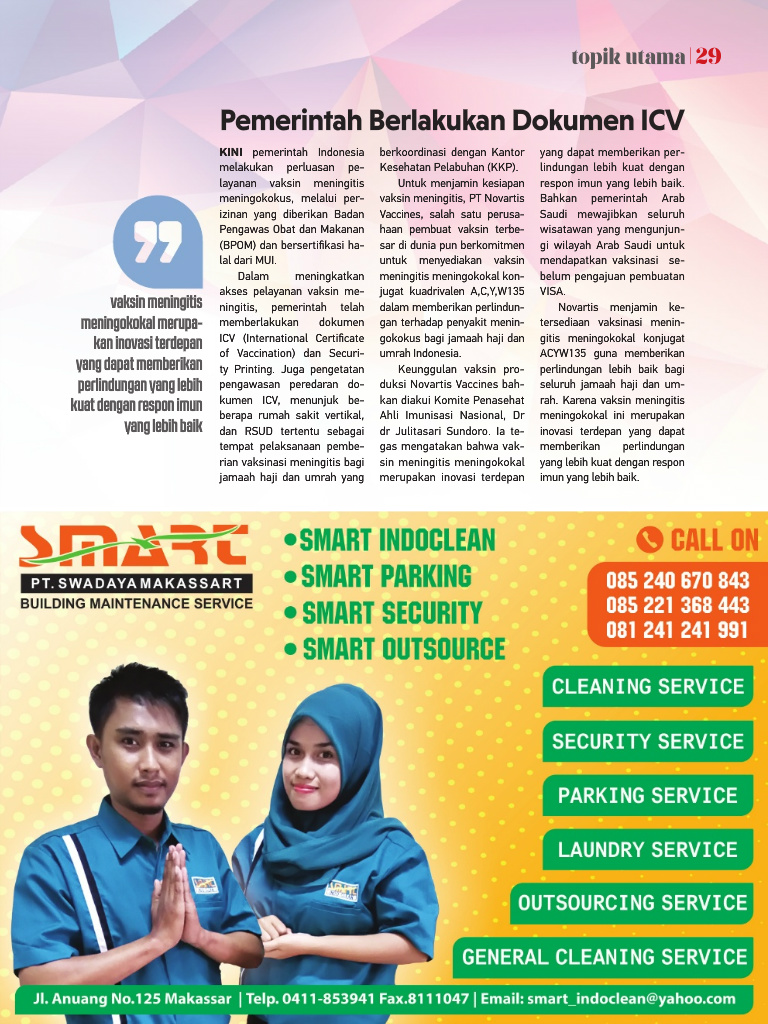 topik utama | 29
Pemerintah Berlakukan Dokumen ICV
KINI pemerintah Indonesia
melakukan perluasan pe-
layanan vaksin meningitis
meningokokus, melalui per-
izinan yang diberikan Badan
Pengawas Obat dan Makanan
(BPOM) dan bersertifikasi ha-
lal dari MUI.
Dalam meningkatkan
akses pelayanan vaksin me-
ningitis, pemerintah telah
memberlakukan dokumen
ICV (International Certificate
of Vaccination) dan Securi-
ty Printing. Juga pengetatan
pengawasan peredaran do-
kumen ICV, menunjuk be-
berapa rumah sakit vertikal,
dan RSUD tertentu sebagai
tempat pelaksanaan pembe-
rian vaksinasi meningitis bagi
jamaah haji dan umrah yang
berkoordinasi dengan Kantor
Kesehatan Pelabuhan (KKP).
Untuk menjamin kesiapan
vaksin meningitis, PT Novartis
Vaccines, salah satu perusa-
haan pembuat vaksin terbe-
sar di dunia pun berkomitmen
untuk menyediakan vaksin
meningitis meningokokal kon-
jugat kuadrivalen A,C,Y,W135
dalam memberikan perlindun-
gan terhadap penyakit menin-
gokokus bagi jamaah haji dan
umrah Indonesia.
Keunggulan vaksin pro-
duksi Novartis Vaccines bah-
kan diakui Komite Penasehat
Ahli Imunisasi Nasional, Dr
dr Julitasari Sundoro. Ia te-
gas mengatakan bahwa vak-
sin meningitis meningokokal
merupakan inovasi terdepan
yang dapat memberikan per-
lindungan lebih kuat dengan
respon imun yang lebih baik.
Bahkan pemerintah Arab
Saudi mewajibkan seluruh
wisatawan yang mengunjun-
gi wilayah Arab Saudi untuk
mendapatkan vaksinasi se-
belum pengajuan pembuatan
VISA.
Novartis menjamin ke-
tersediaan vaksinasi menin-
gitis meningokokal konjugat
ACYW135 guna memberikan
perlindungan lebih baik bagi
seluruh jamaah haji dan um-
rah. Karena vaksin meningitis
meningokokal ini merupakan
inovasi terdepan yang dapat
memberikan perlindungan
yang lebih kuat dengan respon
imun yang lebih baik.
vaksin meningitis
meningokokal merupa-
kan inovasi terdepan
yang dapat memberikan
perlindungan yang lebih
kuat dengan respon imun
yang lebih baik
SMART
PT. SWADAYA MAKASSART
BUILDING MAINTENANCE SERVICE
• SMART INDOCLEAN
• SMART PARKING
• SMART SECURITY
• SMART OUTSOURCE
CALL ON
085 240 670 843
085 221 368 443
081 241 241 991
CLEANING SERVICE
SECURITY SERVICE
PARKING SERVICE
LAUNDRY SERVICE
OUTSOURCING SERVICE
GENERAL CLEANING SERVICE
Jl. Anuang No.125 Makassar | Telp. 0411-853941 Fax.8111047 | Email: smart_indoclean@yahoo.com